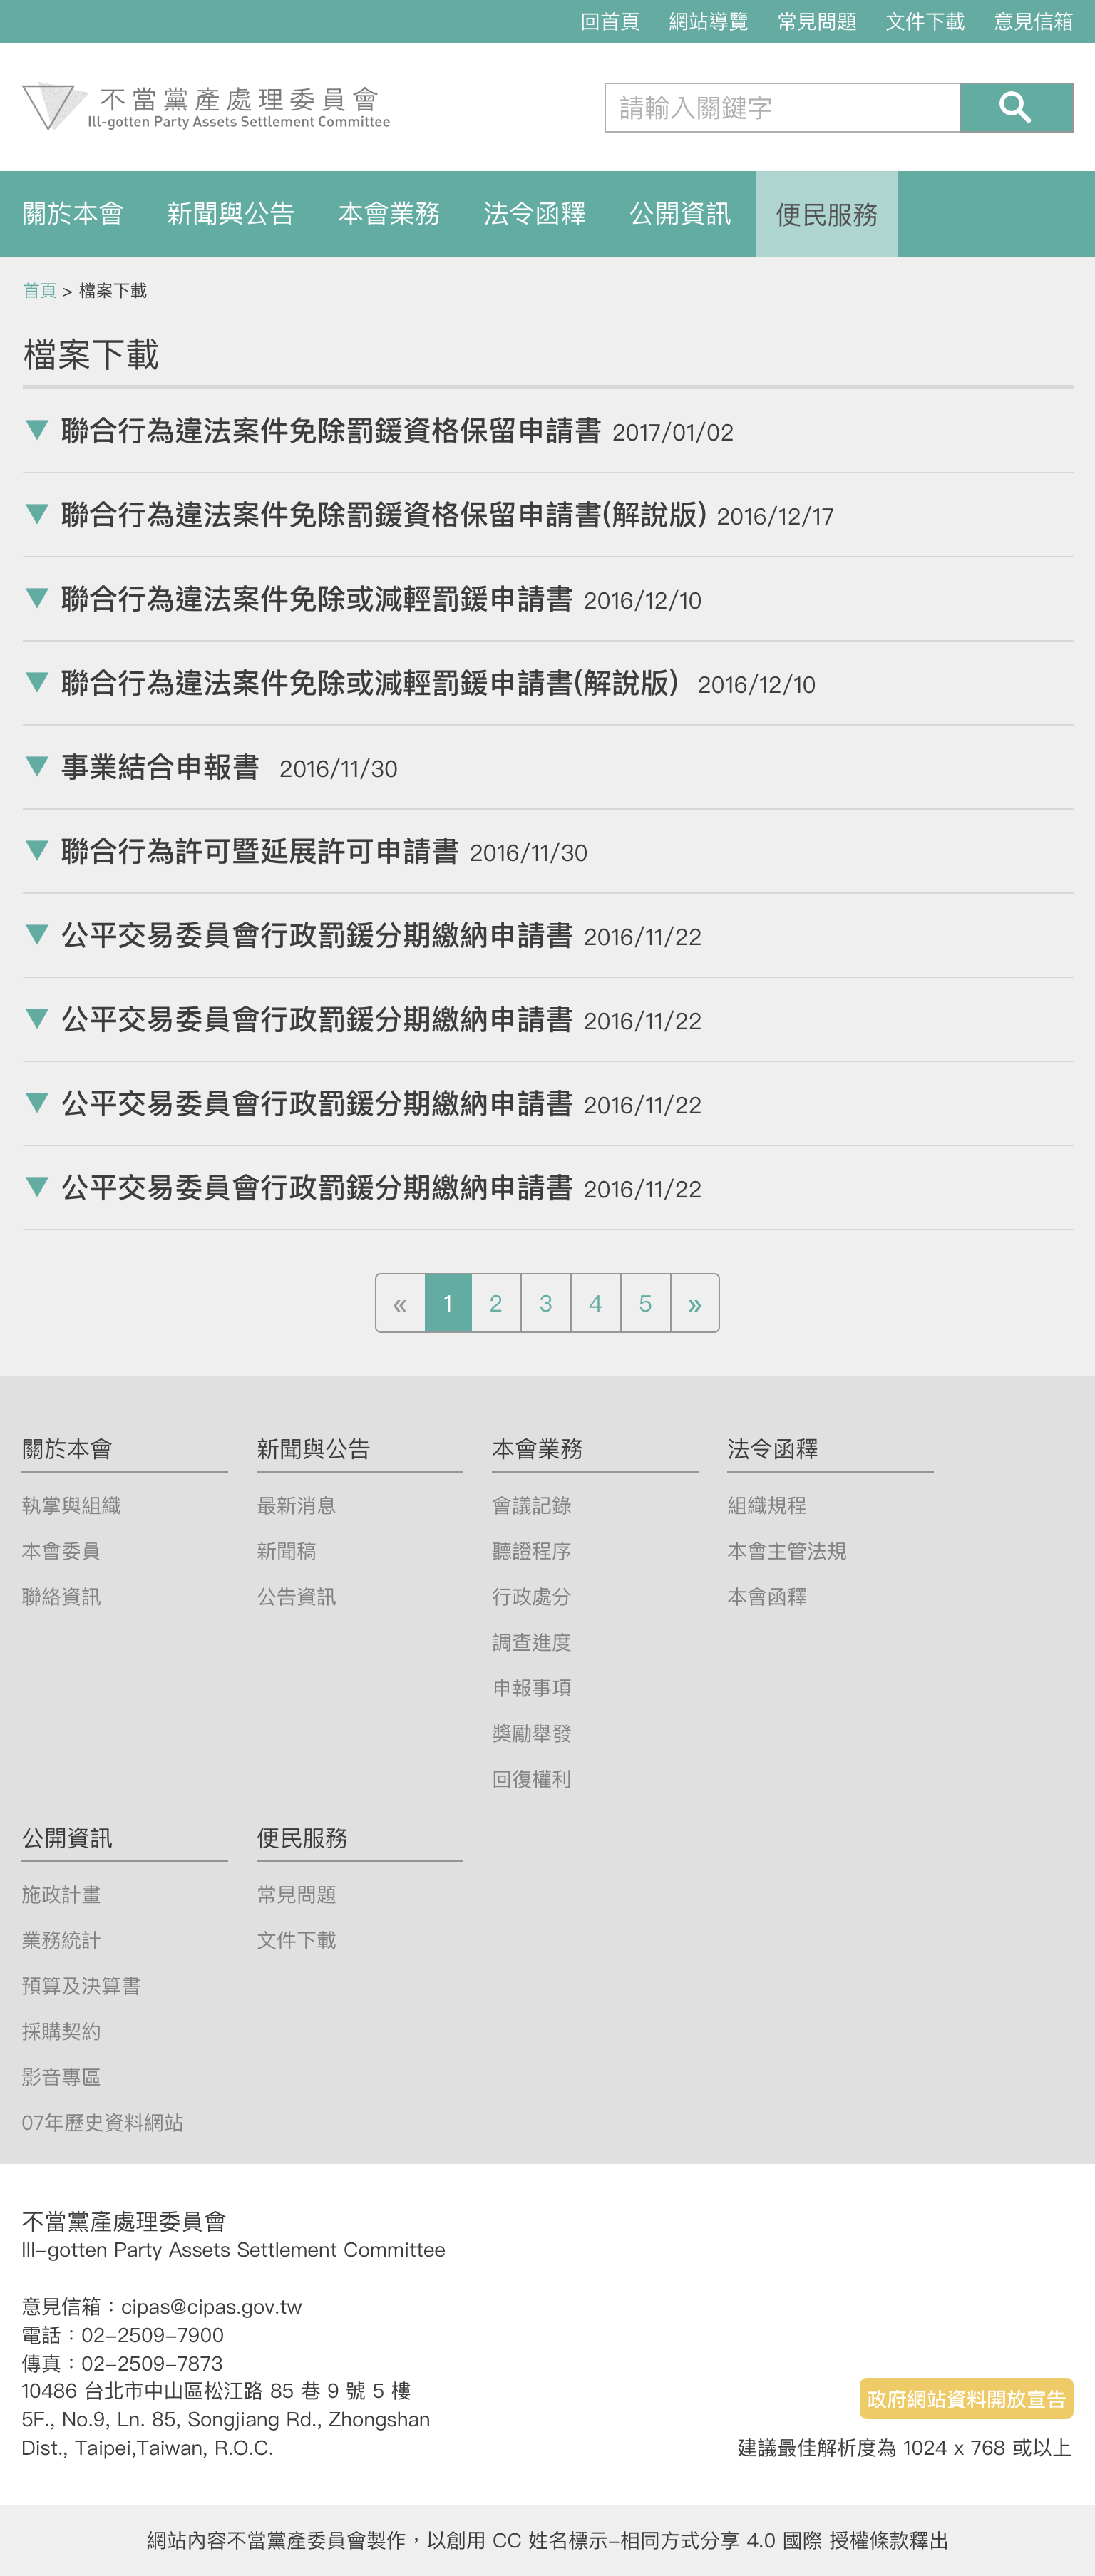 回首頁 網站導覽 常見問題 文件下載 意見信箱
不當黨產處理委員會
Ill-gotten Party Assets Settlement Committee
請輸入關鍵字
關於本會 新聞與公告 本會業務 法令函釋 公開資訊 便民服務
首頁 > 檔案下載
檔案下載
▼ 聯合行為違法案件免除罰鍰資格保留申請書 2017/01/02
▼ 聯合行為違法案件免除罰鍰資格保留申請書(解說版) 2016/12/17
▼ 聯合行為違法案件免除或減輕罰鍰申請書 2016/12/10
▼ 聯合行為違法案件免除或減輕罰鍰申請書(解說版) 2016/12/10
▼ 事業結合申報書 2016/11/30
▼ 聯合行為許可暨延展許可申請書 2016/11/30
▼ 公平交易委員會行政罰鍰分期繳納申請書 2016/11/22
▼ 公平交易委員會行政罰鍰分期繳納申請書 2016/11/22
▼ 公平交易委員會行政罰鍰分期繳納申請書 2016/11/22
▼ 公平交易委員會行政罰鍰分期繳納申請書 2016/11/22
« 1 2 3 4 5 »
關於本會 新聞與公告 本會業務 法令函釋
執掌與組織 最新消息 會議記錄 組織規程
本會委員 新聞稿 聽證程序 本會主管法規
聯絡資訊 公告資訊 行政處分 本會函釋
調查進度
申報事項
獎勵舉發
回復權利
公開資訊 便民服務
施政計畫 常見問題
業務統計 文件下載
預算及決算書
採購契約
影音專區
07年歷史資料網站
不當黨產處理委員會
Ill-gotten Party Assets Settlement Committee
意見信箱：cipas@cipas.gov.tw
電話：02-2509-7900
傳真：02-2509-7873
10486 台北市中山區松江路 85 巷 9 號 5 樓
5F., No.9, Ln. 85, Songjiang Rd., Zhongshan
Dist., Taipei,Taiwan, R.O.C.
政府網站資料開放宣告
建議最佳解析度為 1024 x 768 或以上
網站內容不當黨產委員會製作，以創用 CC 姓名標示-相同方式分享 4.0 國際 授權條款釋出